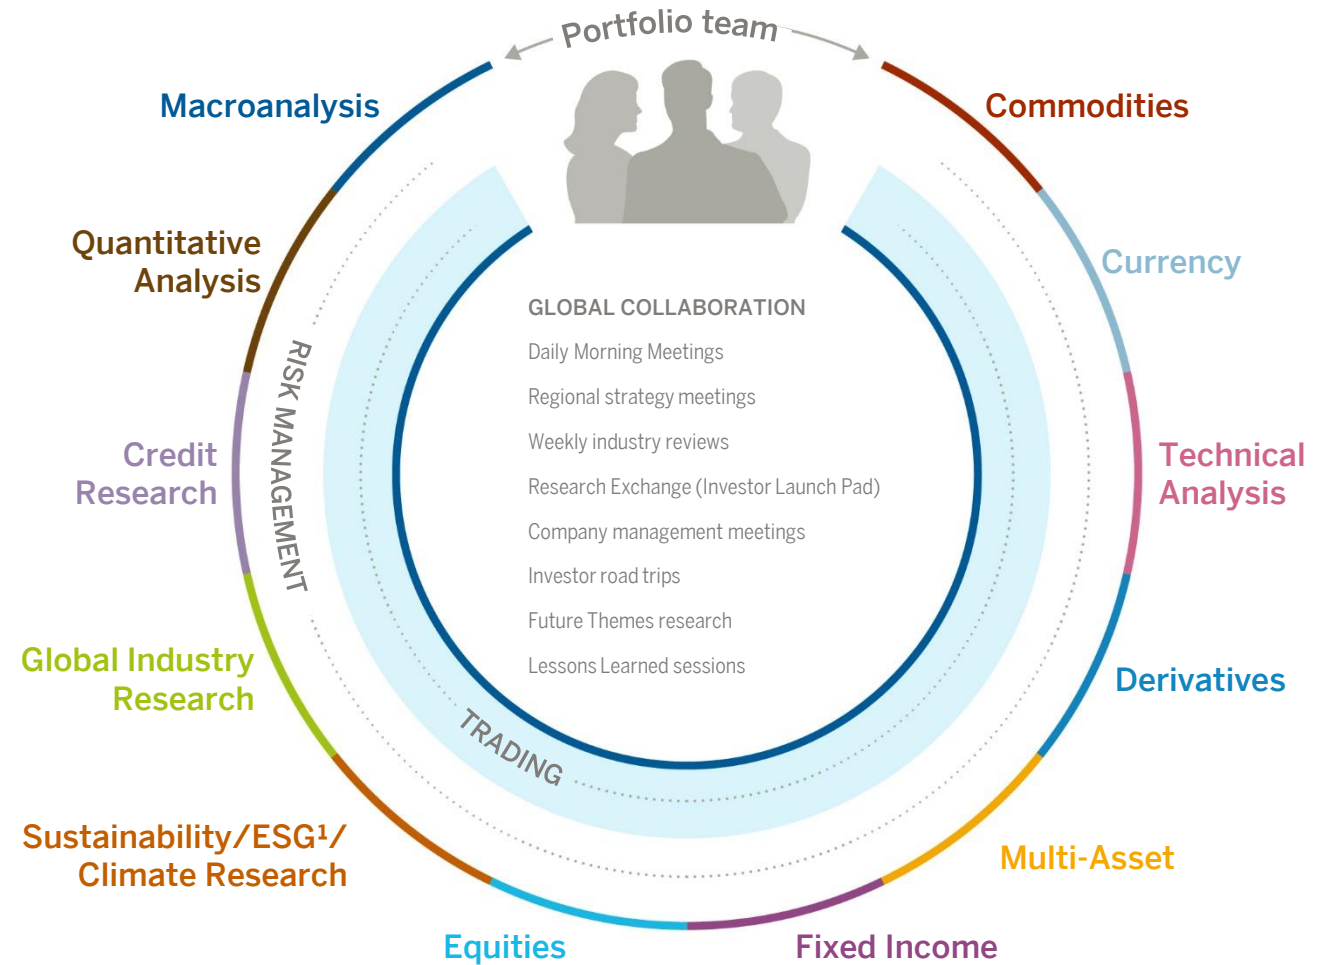 Portfolio team
Macroanalysis
Commodities
Quantitative
Analysis
Currency
GLOBAL COLLABORATION
Daily Morning Meetings
Regional strategy meetings
Weekly industry reviews
Research Exchange (Investor Launch Pad)
Company management meetings
Investor road trips
Future Themes research
Lessons Learned sessions
RISK MANAGEMENT
TRADING
Credit
Research
Technical
Analysis
Global Industry
Research
Derivatives
Sustainability/ESG¹/
Climate Research
Multi-Asset
Equities
Fixed Income